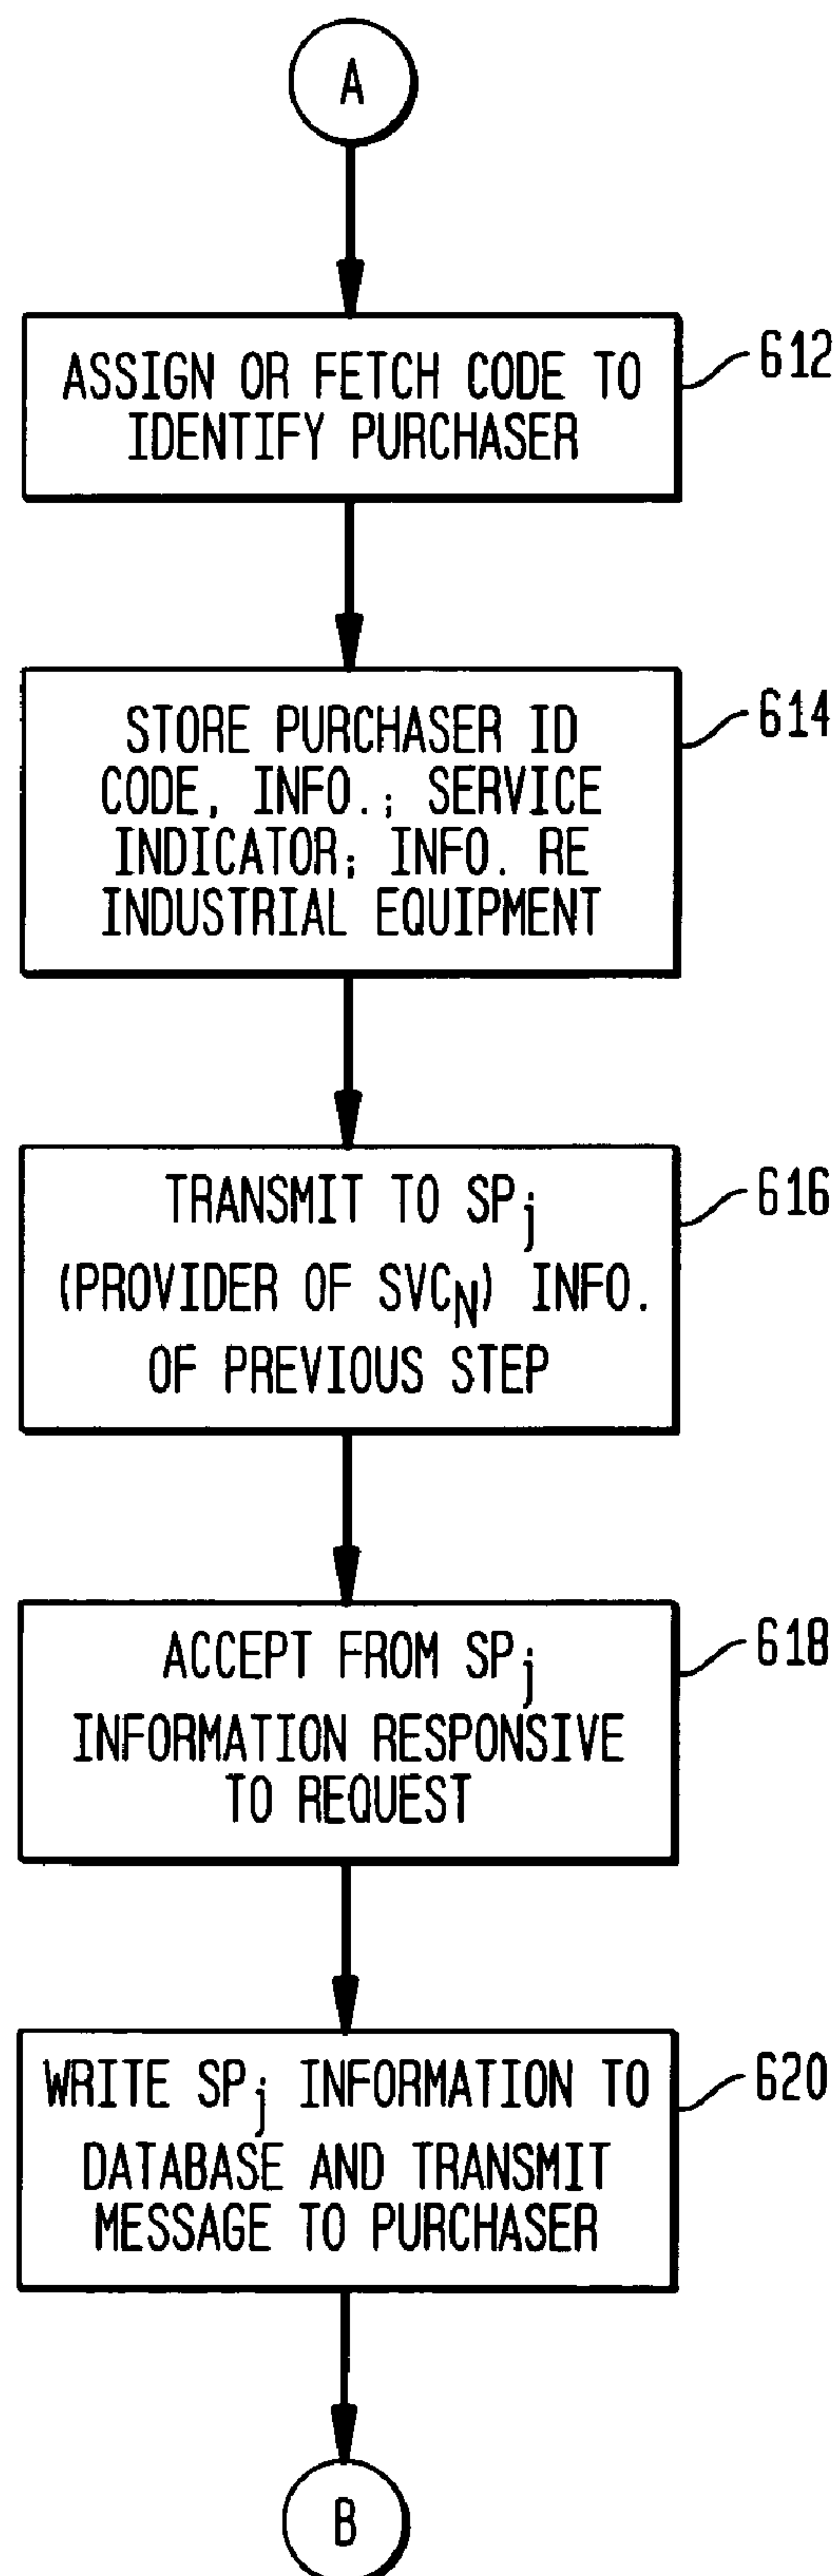 A
ASSIGN OR FETCH CODE TO
IDENTIFY PURCHASER
612
STORE PURCHASER ID
CODE, INFO.; SERVICE
INDICATOR; INFO. RE
INDUSTRIAL EQUIPMENT
614
TRANSMIT TO SPj
(PROVIDER OF SVCN) INFO.
OF PREVIOUS STEP
616
ACCEPT FROM SPj
INFORMATION RESPONSIVE
TO REQUEST
618
WRITE SPj INFORMATION TO
DATABASE AND TRANSMIT
MESSAGE TO PURCHASER
620
B